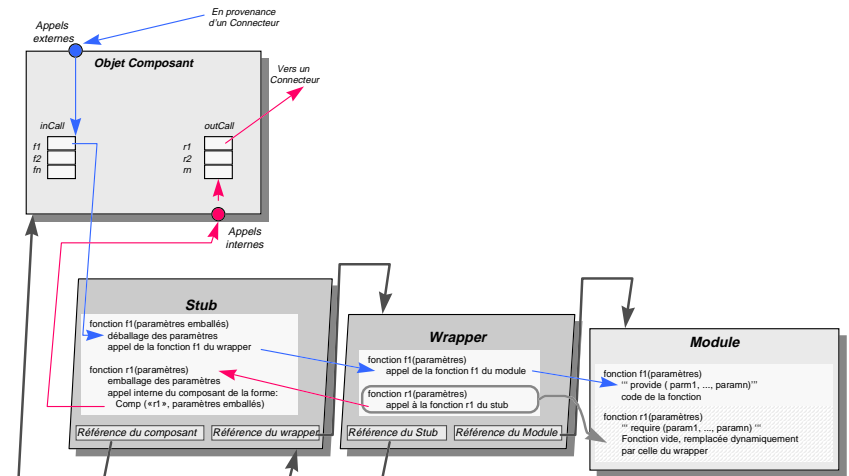 En provenance
d'un Connecteur
Appels
externes
Objet Composant
Vers un
Connecteur
inCall
outCall
f1
f2
fn
r1
r2
rn
Appels
internes
Stub
fonction f1(paramètres emballés)
déballage des paramètres
appel de la fonction f1 du wrapper
fonction r1(paramètres)
emballage des paramètres
appel interne du composant de la forme:
Comp («r1», paramètres emballés)
Référence du composant
Référence du wrapper
Wrapper
fonction f1(paramètres)
appel de la fonction f1 du module
fonction r1(paramètres)
appel à la fonction r1 du stub
Référence du Stub
Référence du Module
Module
fonction f1(paramètres)
''' provide ( parm1, ..., paramn)'''
code de la fonction
fonction r1(paramètres)
''' require (param1, ..., paramn) '''
Fonction vide, remplacée dynamiquement
par celle du wrapper